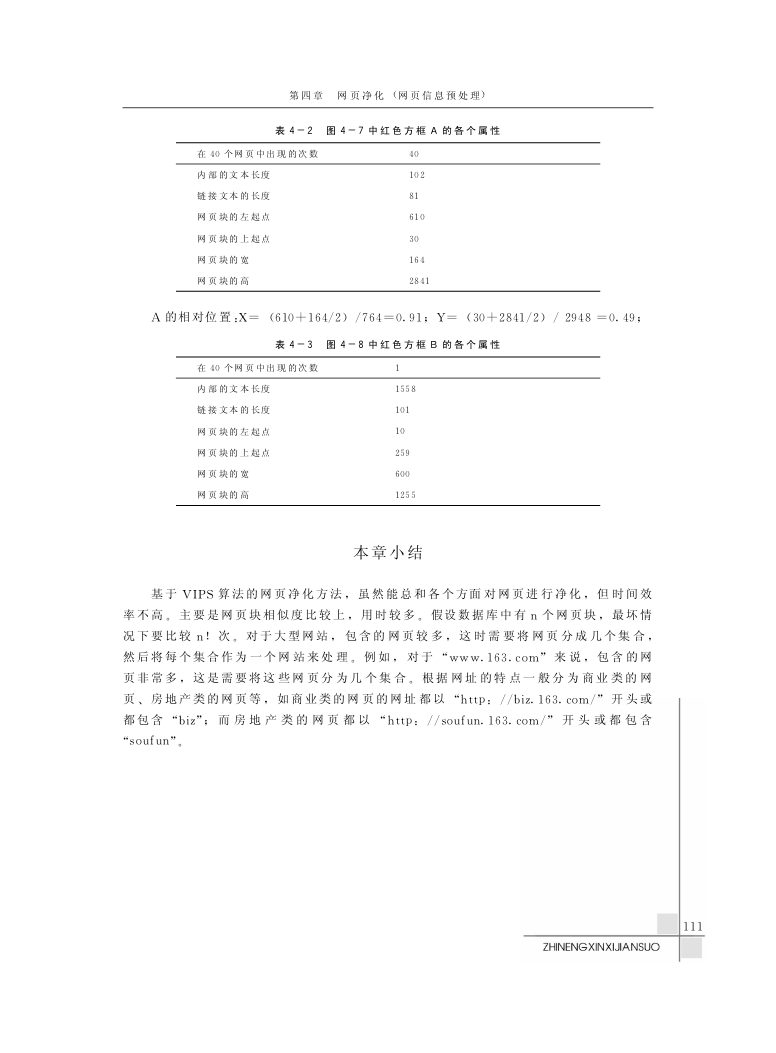 第四章　网页净化（网页信息预处理）
表 4－2　图 4－7 中红色方框 A 的各个属性
在 40 个网页中出现的次数　40
内部的文本长度　102
链接文本的长度　81
网页块的左起点　610
网页块的上起点　30
网页块的宽　164
网页块的高　2841
A 的相对位置:X＝（610＋164/2）/764＝0.91；Y＝（30＋2841/2）/ 2948 ＝0.49；
表 4－3　图 4－8 中红色方框 B 的各个属性
在 40 个网页中出现的次数　1
内部的文本长度　1558
链接文本的长度　101
网页块的左起点　10
网页块的上起点　259
网页块的宽　600
网页块的高　1255
本章小结
基于 VIPS 算法的网页净化方法，虽然能总和各个方面对网页进行净化，但时间效
率不高。主要是网页块相似度比较上，用时较多。假设数据库中有 n 个网页块，最坏情
况下要比较 n！次。对于大型网站，包含的网页较多，这时需要将网页分成几个集合，
然后将每个集合作为一个网站来处理。例如，对于“www.163.com”来说，包含的网
页非常多，这是需要将这些网页分为几个集合。根据网址的特点一般分为商业类的网
页、房地产类的网页等，如商业类的网页的网址都以“http：//biz.163.com/”开头或
都包含“biz”；而房地产类的网页都以“http：//soufun.163.com/”开头或都包含
“soufun”。
111
ZHINENGXINXIJIANSUO